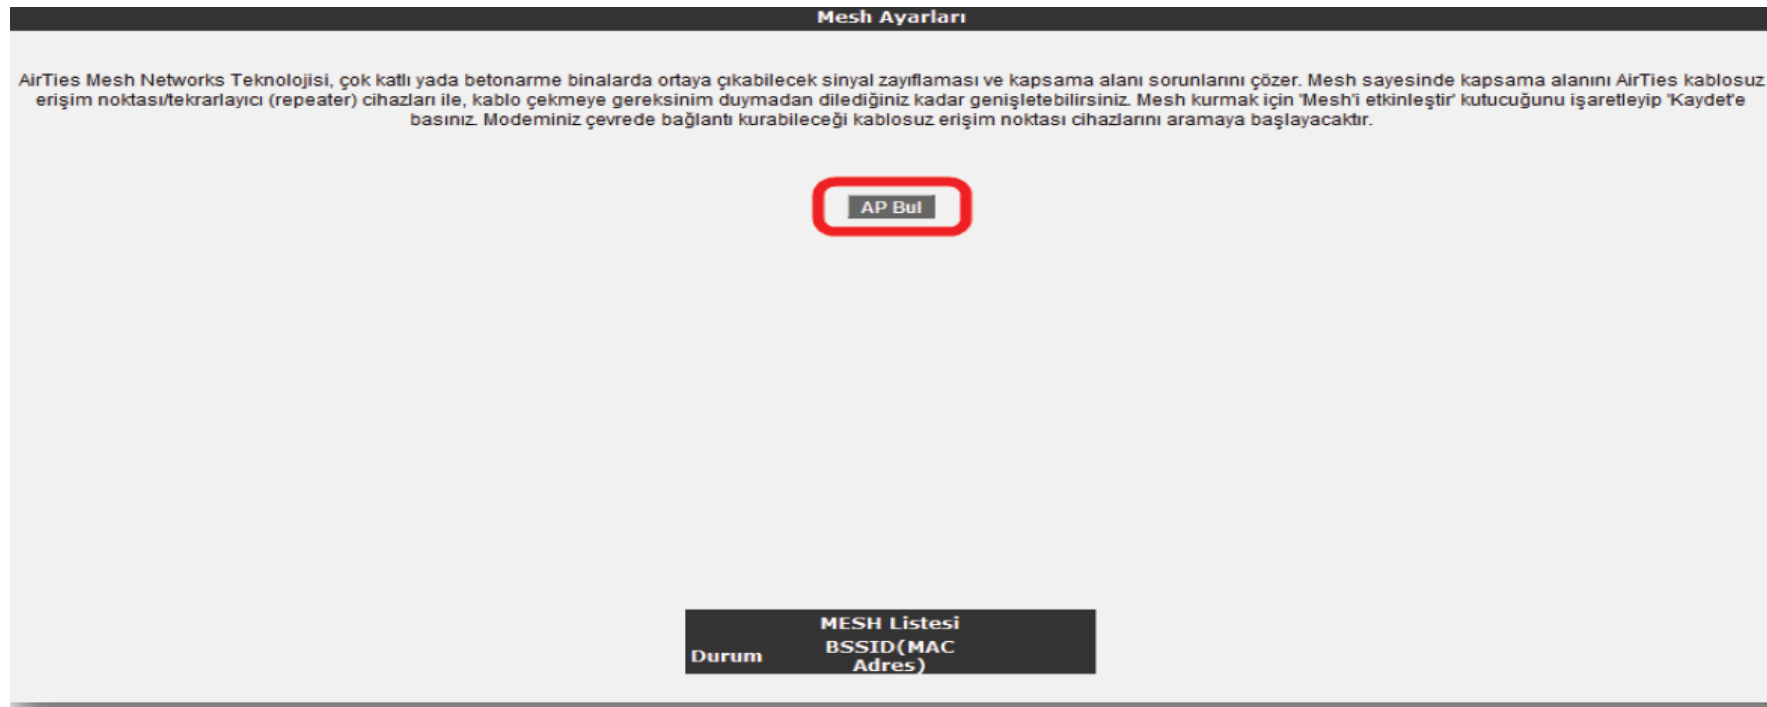 Mesh Ayarları
AirTies Mesh Networks Teknolojisi, çok katlı yada betonarme binalarda ortaya çıkabilecek sinyal zayıflaması ve kapsama alanı sorunlarını çözer. Mesh sayesinde kapsama alanını AirTies kablosuz
erişim noktası/tekrarlayıcı (repeater) cihazları ile, kablo çekmeye gereksinim duymadan dilediğiniz kadar genişletebilirsiniz. Mesh kurmak için 'Mesh'i etkinleştir' kutucuğunu işaretleyip 'Kaydet'e
basınız. Modeminiz çevrede bağlantı kurabileceği kablosuz erişim noktası cihazlarını aramaya başlayacaktır.
AP Bul
MESH Listesi
Durum
BSSID(MAC
Adres)